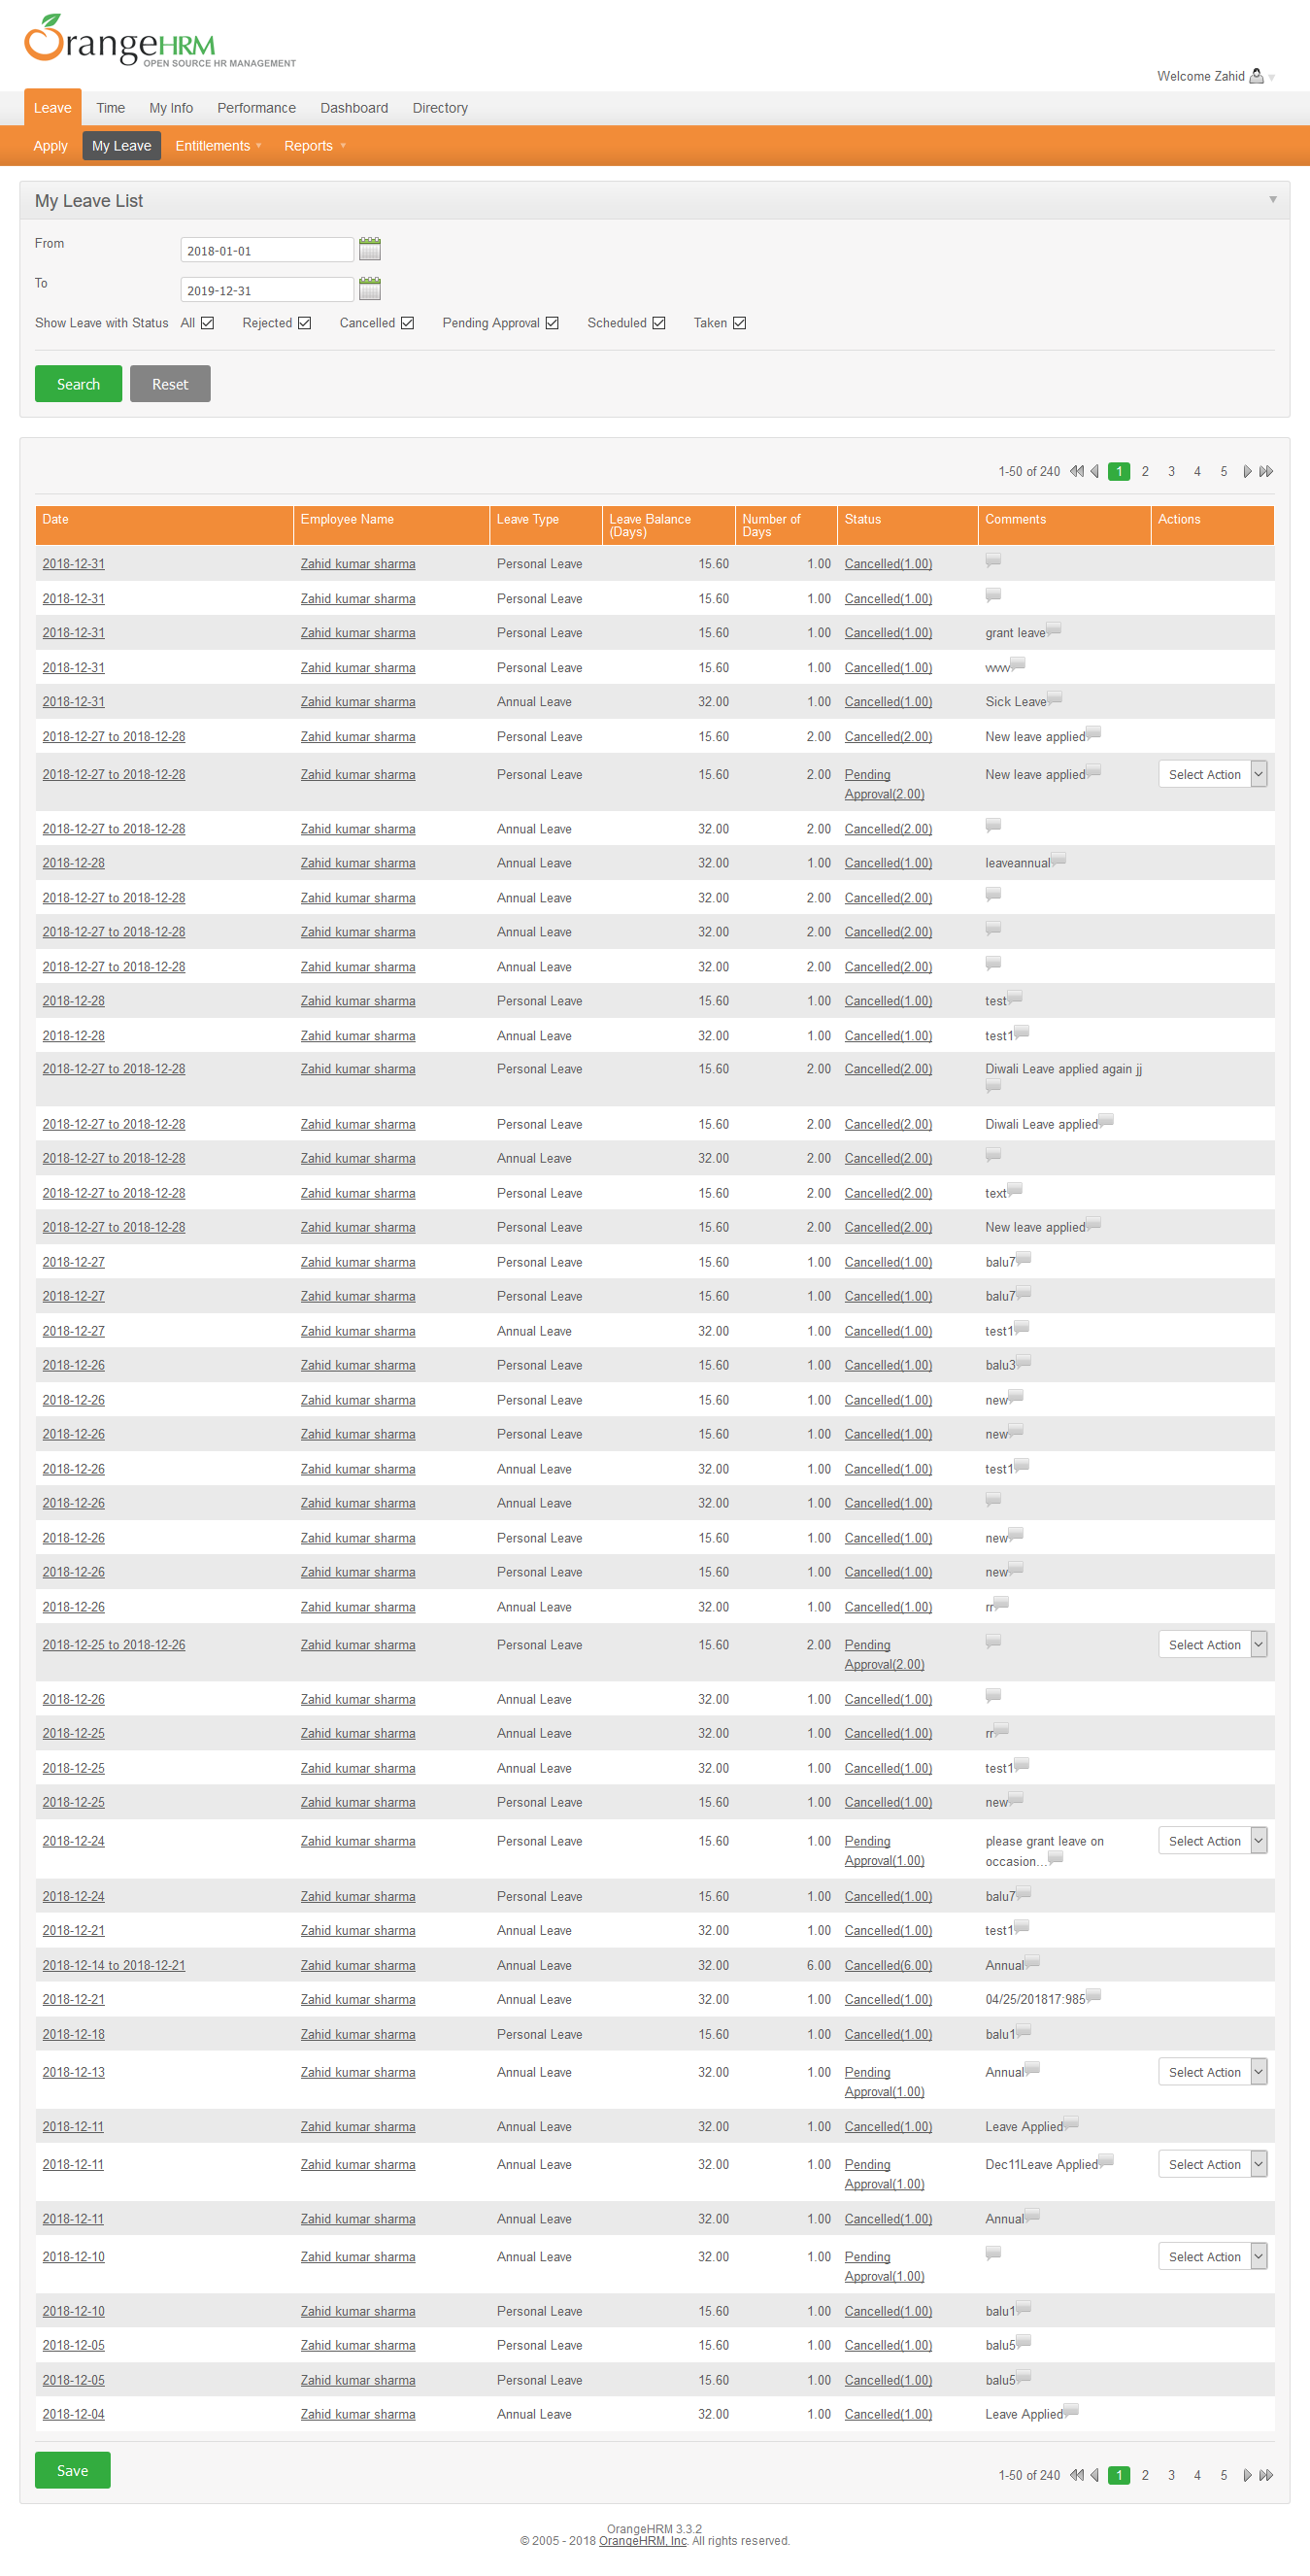 OrangeHRM
OPEN SOURCE HR MANAGEMENT
Welcome Zahid
Leave Time My Info Performance Dashboard Directory
Apply My Leave Entitlements Reports
My Leave List
From 2018-01-01
To 2019-12-31
Show Leave with Status All Rejected Cancelled Pending Approval Scheduled Taken
Search Reset
1-50 of 240 1 2 3 4 5
Date Employee Name Leave Type Leave Balance (Days) Number of Days Status Comments Actions
2018-12-31 Zahid kumar sharma Personal Leave 15.60 1.00 Cancelled(1.00)
2018-12-31 Zahid kumar sharma Personal Leave 15.60 1.00 Cancelled(1.00)
2018-12-31 Zahid kumar sharma Personal Leave 15.60 1.00 Cancelled(1.00) grant leave
2018-12-31 Zahid kumar sharma Personal Leave 15.60 1.00 Cancelled(1.00)
2018-12-31 Zahid kumar sharma Annual Leave 32.00 1.00 Cancelled(1.00) Sick Leave
2018-12-27 to 2018-12-28 Zahid kumar sharma Personal Leave 15.60 2.00 Cancelled(2.00) New leave applied
2018-12-27 to 2018-12-28 Zahid kumar sharma Personal Leave 15.60 2.00 Pending Approval(2.00) New leave applied Select Action
2018-12-27 to 2018-12-28 Zahid kumar sharma Annual Leave 32.00 2.00 Cancelled(2.00)
2018-12-28 Zahid kumar sharma Annual Leave 32.00 1.00 Cancelled(1.00) leaveannual
2018-12-27 to 2018-12-28 Zahid kumar sharma Annual Leave 32.00 2.00 Cancelled(2.00)
2018-12-27 to 2018-12-28 Zahid kumar sharma Annual Leave 32.00 2.00 Cancelled(2.00)
2018-12-27 to 2018-12-28 Zahid kumar sharma Annual Leave 32.00 2.00 Cancelled(2.00)
2018-12-28 Zahid kumar sharma Personal Leave 15.60 1.00 Cancelled(1.00) test
2018-12-28 Zahid kumar sharma Annual Leave 32.00 1.00 Cancelled(1.00) test1
2018-12-27 to 2018-12-28 Zahid kumar sharma Personal Leave 15.60 2.00 Cancelled(2.00) Diwali Leave applied again jj
2018-12-27 to 2018-12-28 Zahid kumar sharma Personal Leave 15.60 2.00 Cancelled(2.00) Diwali Leave applied
2018-12-27 to 2018-12-28 Zahid kumar sharma Annual Leave 32.00 2.00 Cancelled(2.00)
2018-12-27 to 2018-12-28 Zahid kumar sharma Personal Leave 15.60 2.00 Cancelled(2.00) text
2018-12-27 to 2018-12-28 Zahid kumar sharma Personal Leave 15.60 2.00 Cancelled(2.00) New leave applied
2018-12-27 Zahid kumar sharma Personal Leave 15.60 1.00 Cancelled(1.00) balu7
2018-12-27 Zahid kumar sharma Personal Leave 15.60 1.00 Cancelled(1.00) balu7
2018-12-27 Zahid kumar sharma Annual Leave 32.00 1.00 Cancelled(1.00) test1
2018-12-26 Zahid kumar sharma Personal Leave 15.60 1.00 Cancelled(1.00) balu3
2018-12-26 Zahid kumar sharma Personal Leave 15.60 1.00 Cancelled(1.00) new
2018-12-26 Zahid kumar sharma Personal Leave 15.60 1.00 Cancelled(1.00) new
2018-12-26 Zahid kumar sharma Annual Leave 32.00 1.00 Cancelled(1.00) test1
2018-12-26 Zahid kumar sharma Annual Leave 32.00 1.00 Cancelled(1.00)
2018-12-26 Zahid kumar sharma Personal Leave 15.60 1.00 Cancelled(1.00) new
2018-12-26 Zahid kumar sharma Personal Leave 15.60 1.00 Cancelled(1.00) new
2018-12-26 Zahid kumar sharma Annual Leave 32.00 1.00 Cancelled(1.00) rr
2018-12-25 to 2018-12-26 Zahid kumar sharma Personal Leave 15.60 2.00 Pending Approval(2.00) Select Action
2018-12-26 Zahid kumar sharma Annual Leave 32.00 1.00 Cancelled(1.00)
2018-12-25 Zahid kumar sharma Annual Leave 32.00 1.00 Cancelled(1.00) rr
2018-12-25 Zahid kumar sharma Annual Leave 32.00 1.00 Cancelled(1.00) test1
2018-12-25 Zahid kumar sharma Personal Leave 15.60 1.00 Cancelled(1.00) new
2018-12-24 Zahid kumar sharma Personal Leave 15.60 1.00 Pending Approval(1.00) please grant leave on occasion... Select Action
2018-12-24 Zahid kumar sharma Personal Leave 15.60 1.00 Cancelled(1.00) balu7
2018-12-21 Zahid kumar sharma Annual Leave 32.00 1.00 Cancelled(1.00) test1
2018-12-14 to 2018-12-21 Zahid kumar sharma Annual Leave 32.00 6.00 Cancelled(6.00) Annual
2018-12-21 Zahid kumar sharma Annual Leave 32.00 1.00 Cancelled(1.00) 04/25/201817:985
2018-12-18 Zahid kumar sharma Personal Leave 15.60 1.00 Cancelled(1.00) balu1
2018-12-13 Zahid kumar sharma Annual Leave 32.00 1.00 Pending Approval(1.00) Annual Select Action
2018-12-11 Zahid kumar sharma Annual Leave 32.00 1.00 Cancelled(1.00) Leave Applied
2018-12-11 Zahid kumar sharma Annual Leave 32.00 1.00 Pending Approval(1.00) Dec11Leave Applied Select Action
2018-12-11 Zahid kumar sharma Annual Leave 32.00 1.00 Cancelled(1.00) Annual
2018-12-10 Zahid kumar sharma Annual Leave 32.00 1.00 Pending Approval(1.00) Select Action
2018-12-10 Zahid kumar sharma Personal Leave 15.60 1.00 Cancelled(1.00) balu1
2018-12-05 Zahid kumar sharma Personal Leave 15.60 1.00 Cancelled(1.00) balu5
2018-12-05 Zahid kumar sharma Personal Leave 15.60 1.00 Cancelled(1.00) balu5
2018-12-04 Zahid kumar sharma Annual Leave 32.00 1.00 Cancelled(1.00) Leave Applied
Save 1-50 of 240 1 2 3 4 5
OrangeHRM 3.3.2
© 2005 - 2018 OrangeHRM, Inc. All rights reserved.